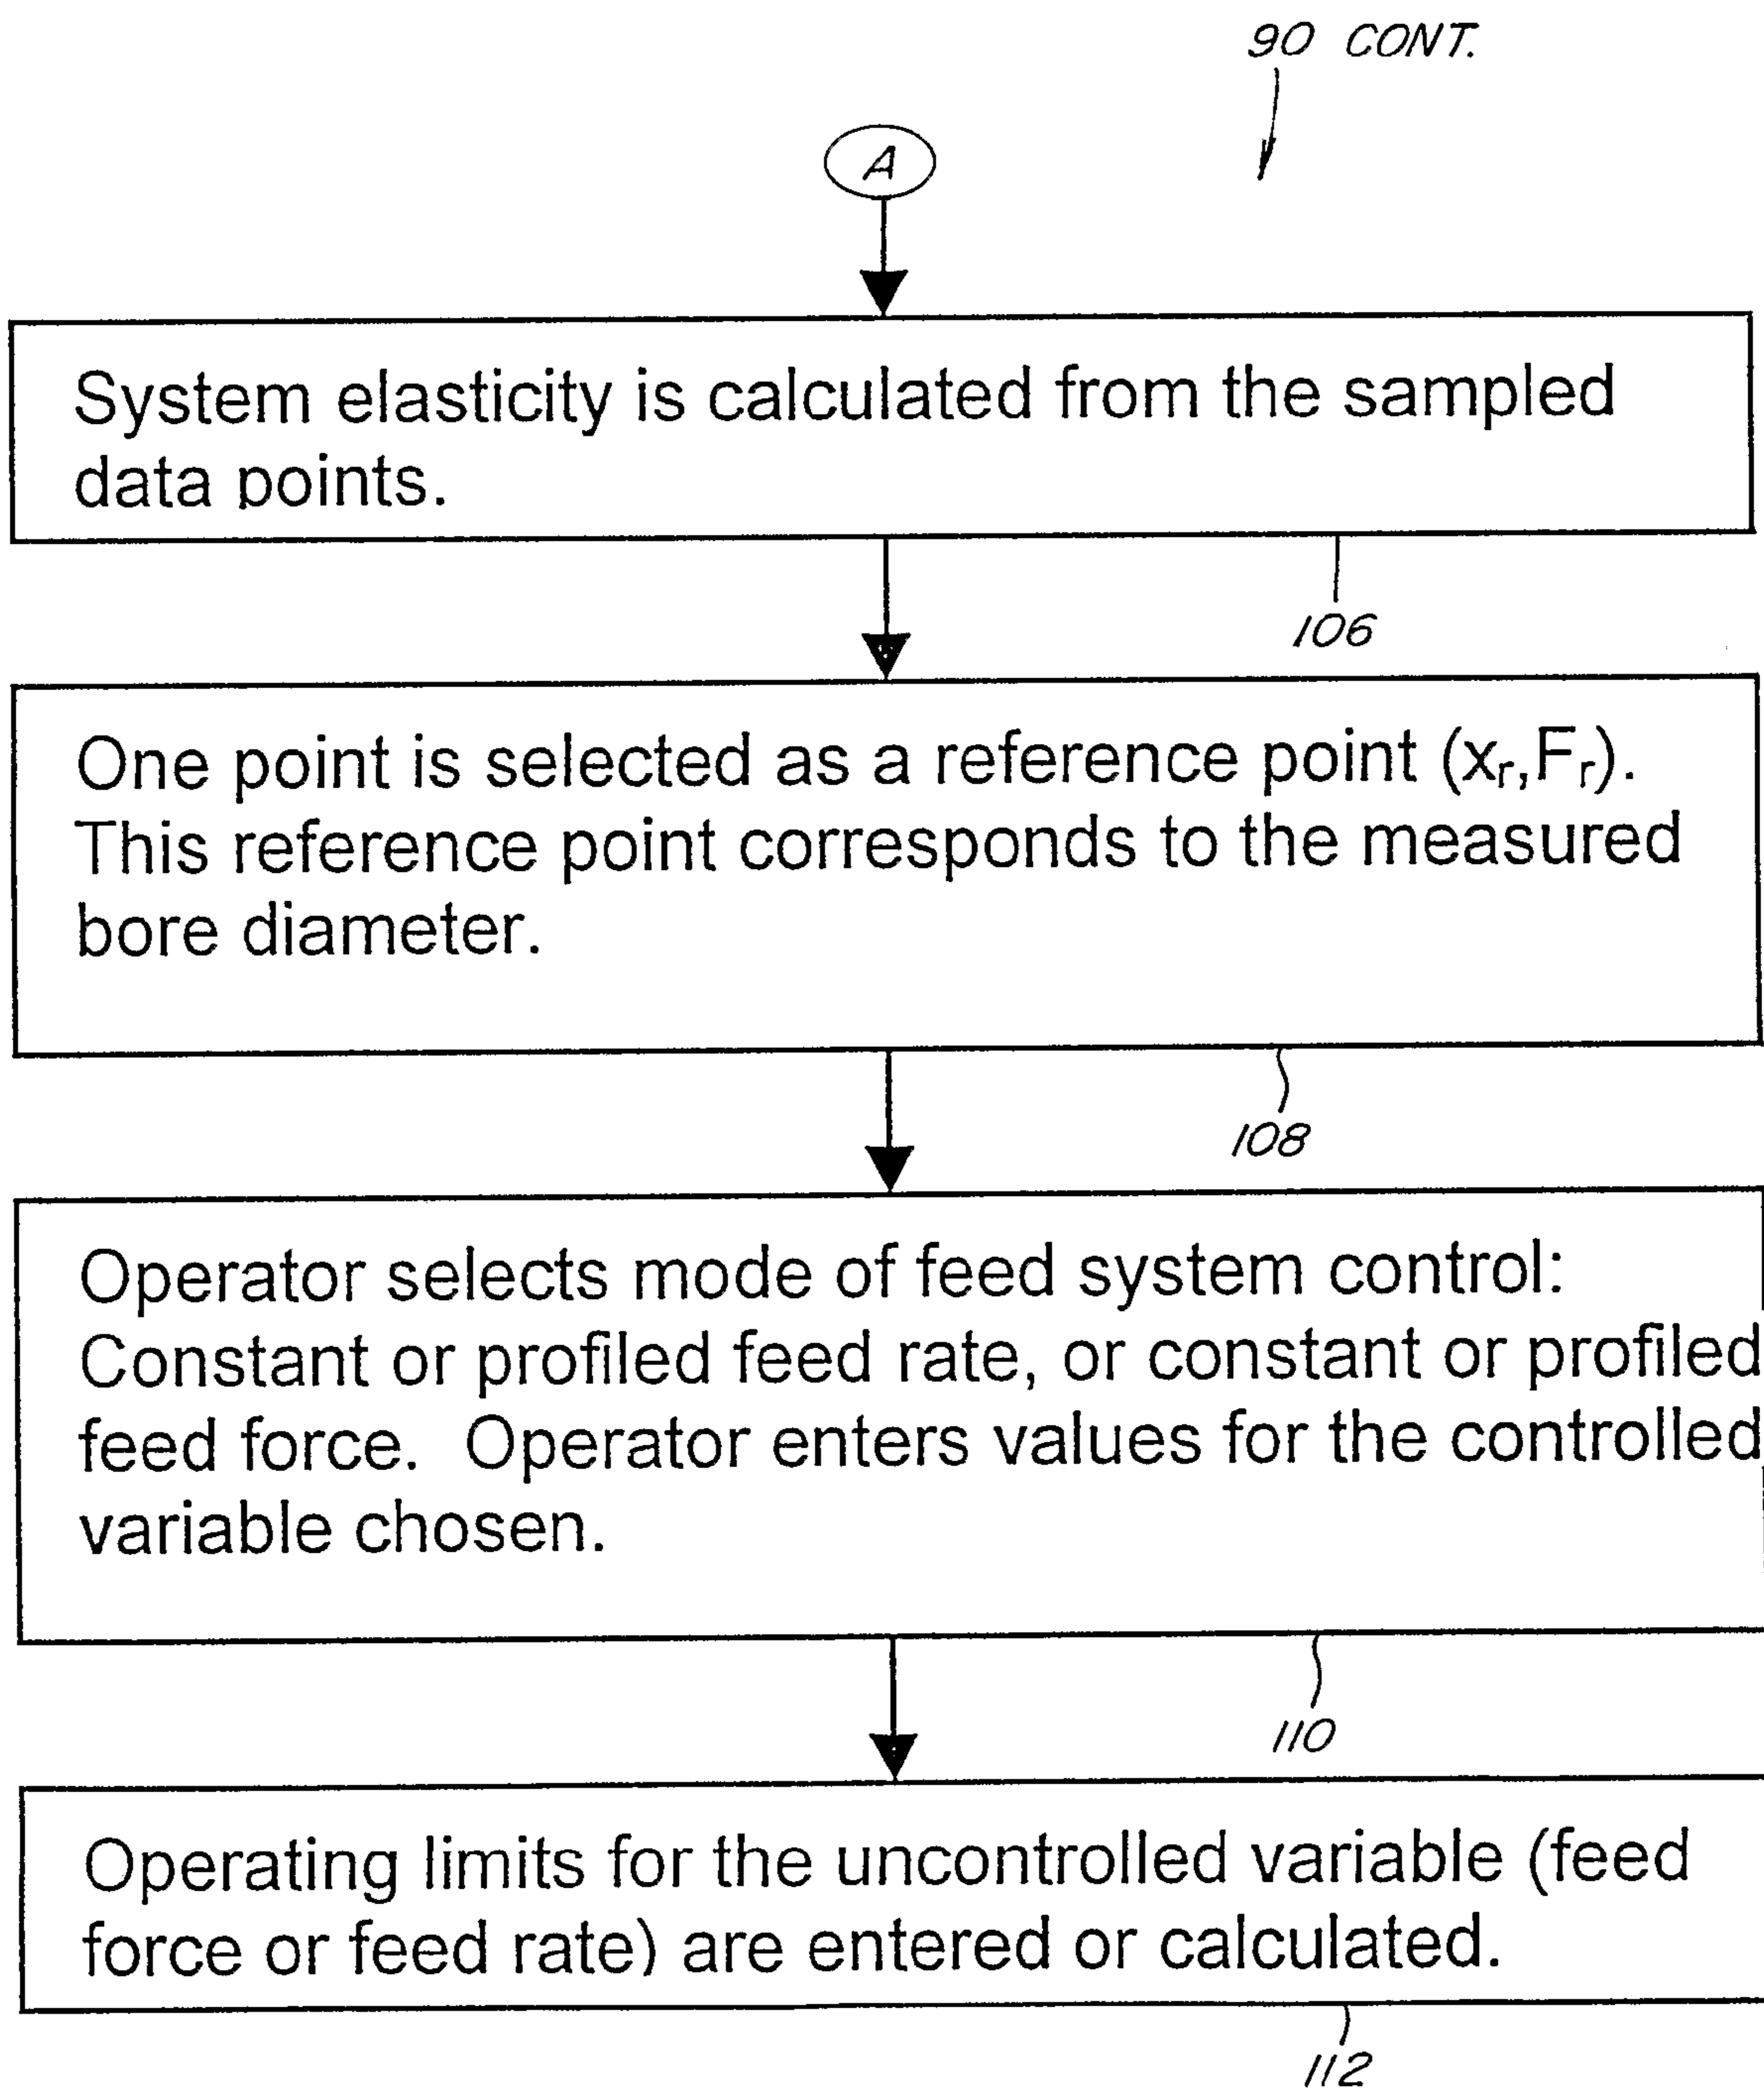 90 CONT.
A
System elasticity is calculated from the sampled
data points.
106
One point is selected as a reference point (xr,Fr).
This reference point corresponds to the measured
bore diameter.
108
Operator selects mode of feed system control:
Constant or profiled feed rate, or constant or profiled
feed force.  Operator enters values for the controlled
variable chosen.
110
Operating limits for the uncontrolled variable (feed
force or feed rate) are entered or calculated.
112